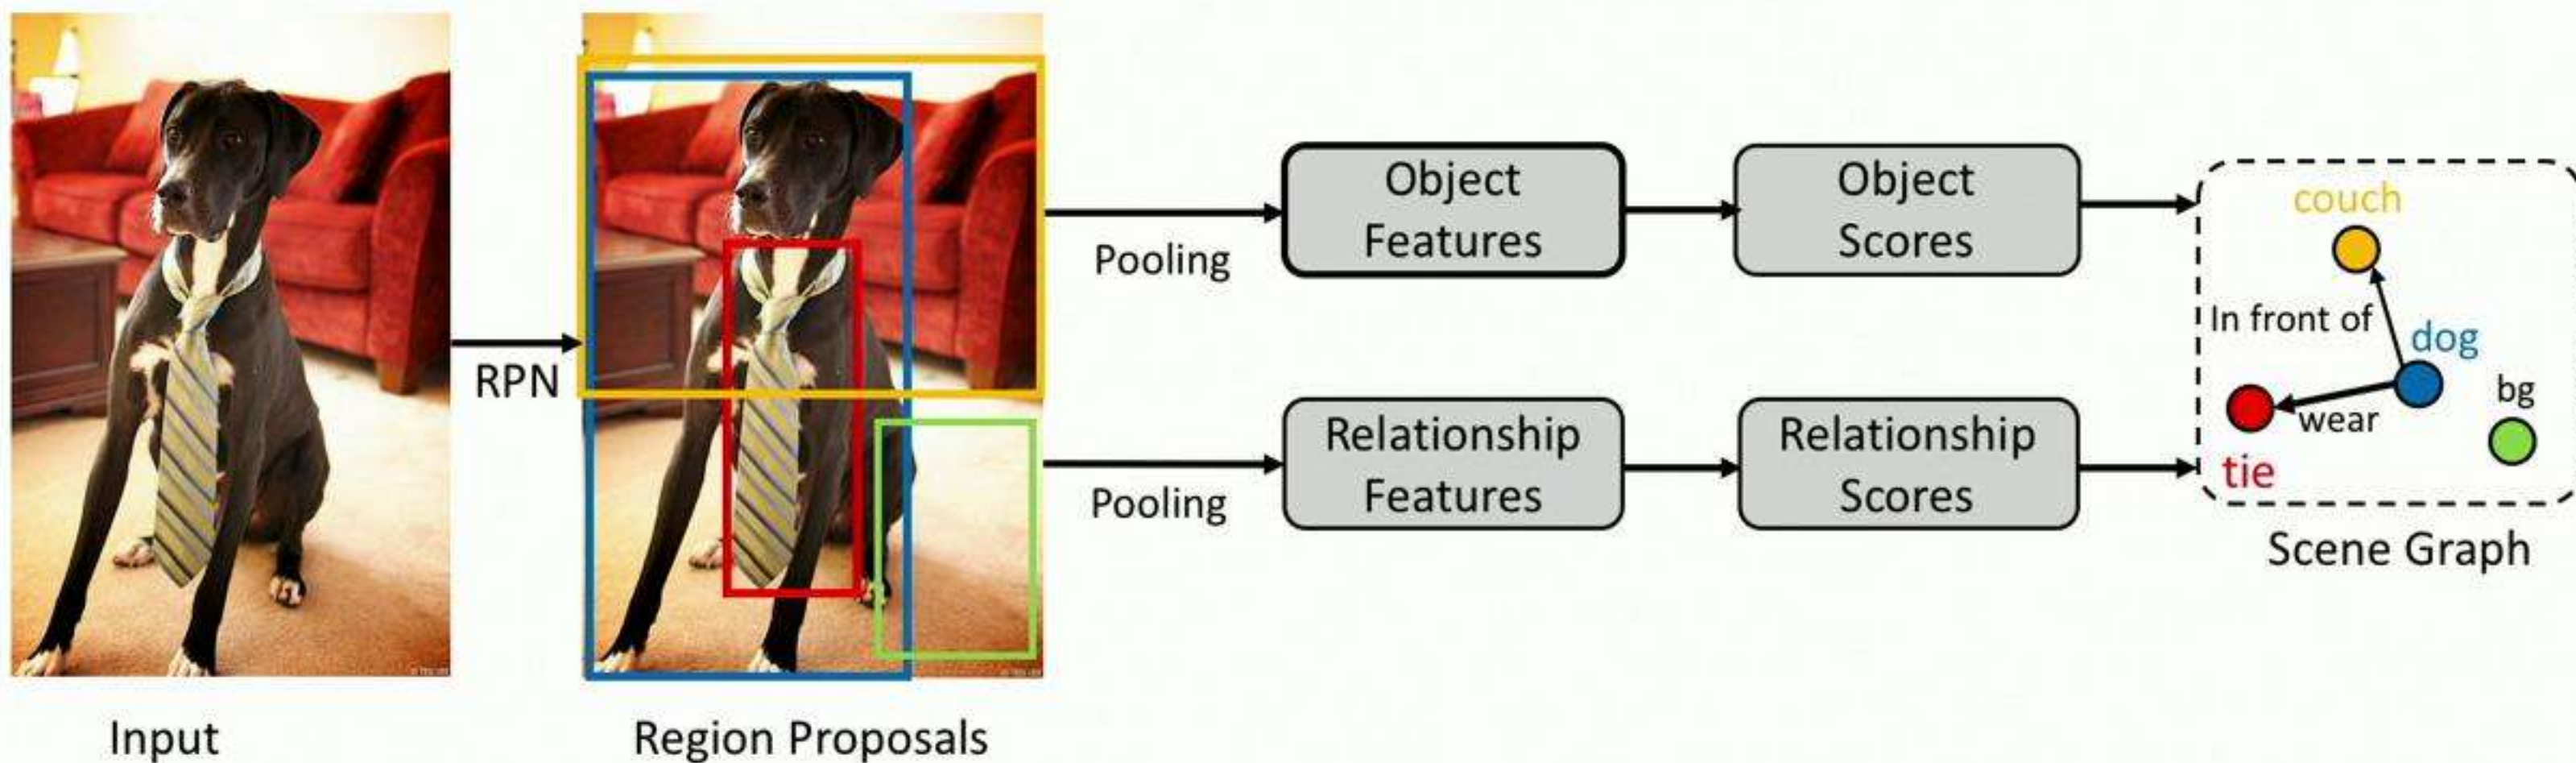 RPN
Input
Region Proposals
Pooling
Pooling
Object
Features
Object
Scores
Relationship
Features
Relationship
Scores
couch
In front of
dog
bg
wear
tie
Scene Graph